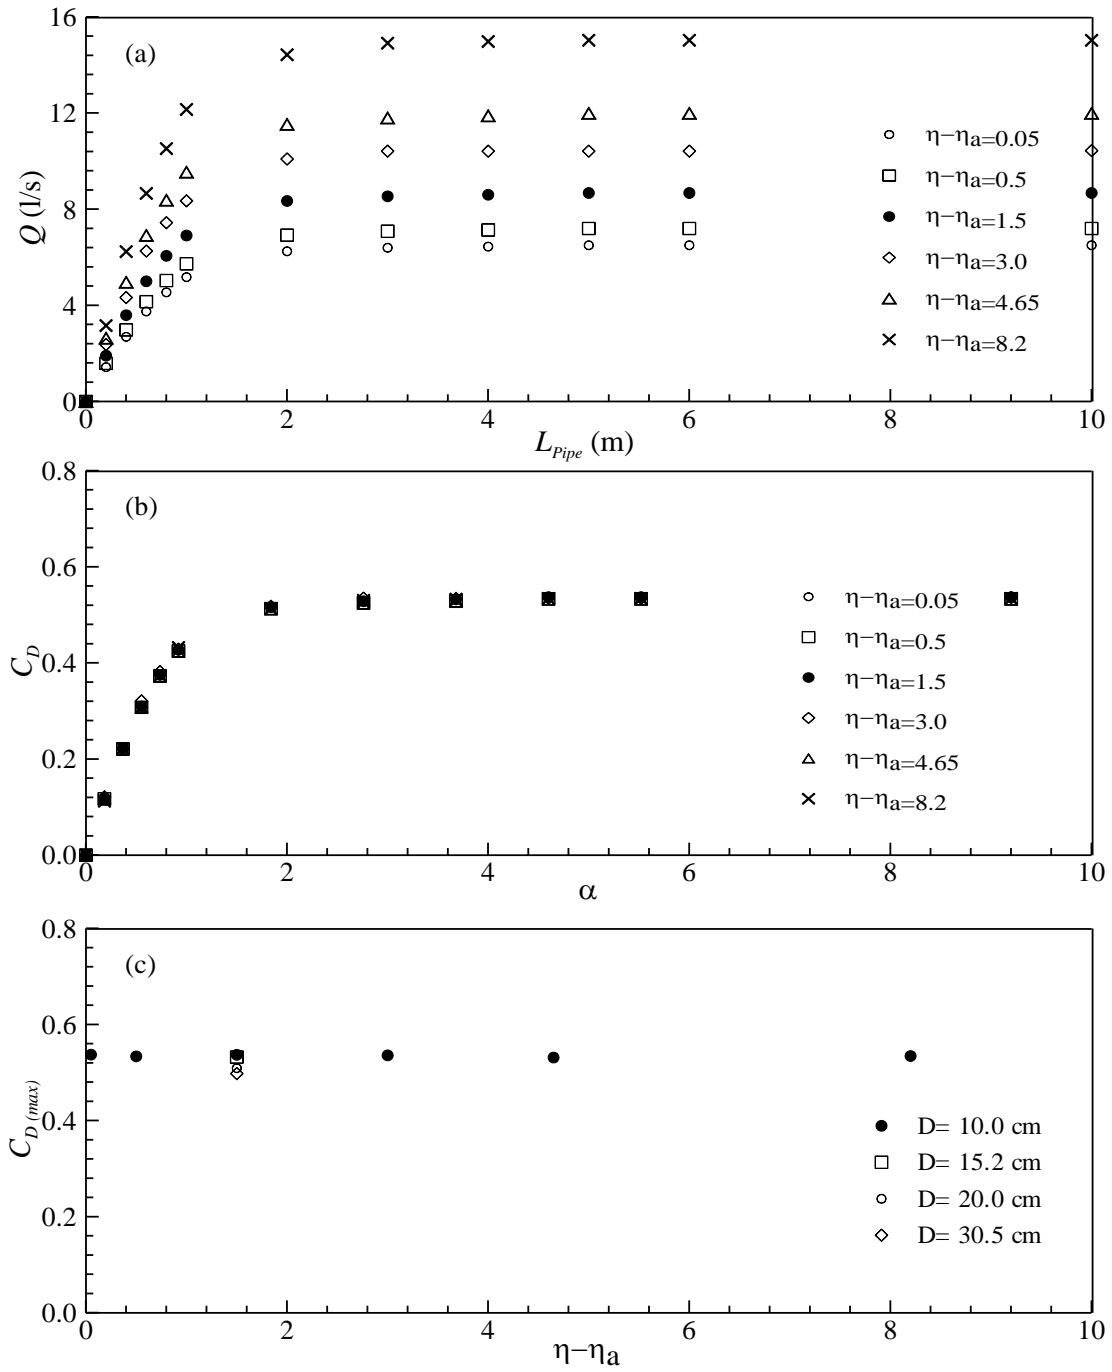 16
(a)
12
8
4
0
Q (l/s)
η−ηa=0.05
η−ηa=0.5
η−ηa=1.5
η−ηa=3.0
η−ηa=4.65
η−ηa=8.2
0 2 4 6 8 10
LPipe (m)
0.8
(b)
0.6
0.4
0.2
0.0
CD
η−ηa=0.05
η−ηa=0.5
η−ηa=1.5
η−ηa=3.0
η−ηa=4.65
η−ηa=8.2
0 2 4 6 8 10
α
0.8
(c)
0.6
0.4
0.2
0.0
CD (max)
D= 10.0 cm
D= 15.2 cm
D= 20.0 cm
D= 30.5 cm
0 2 4 6 8 10
η−ηa